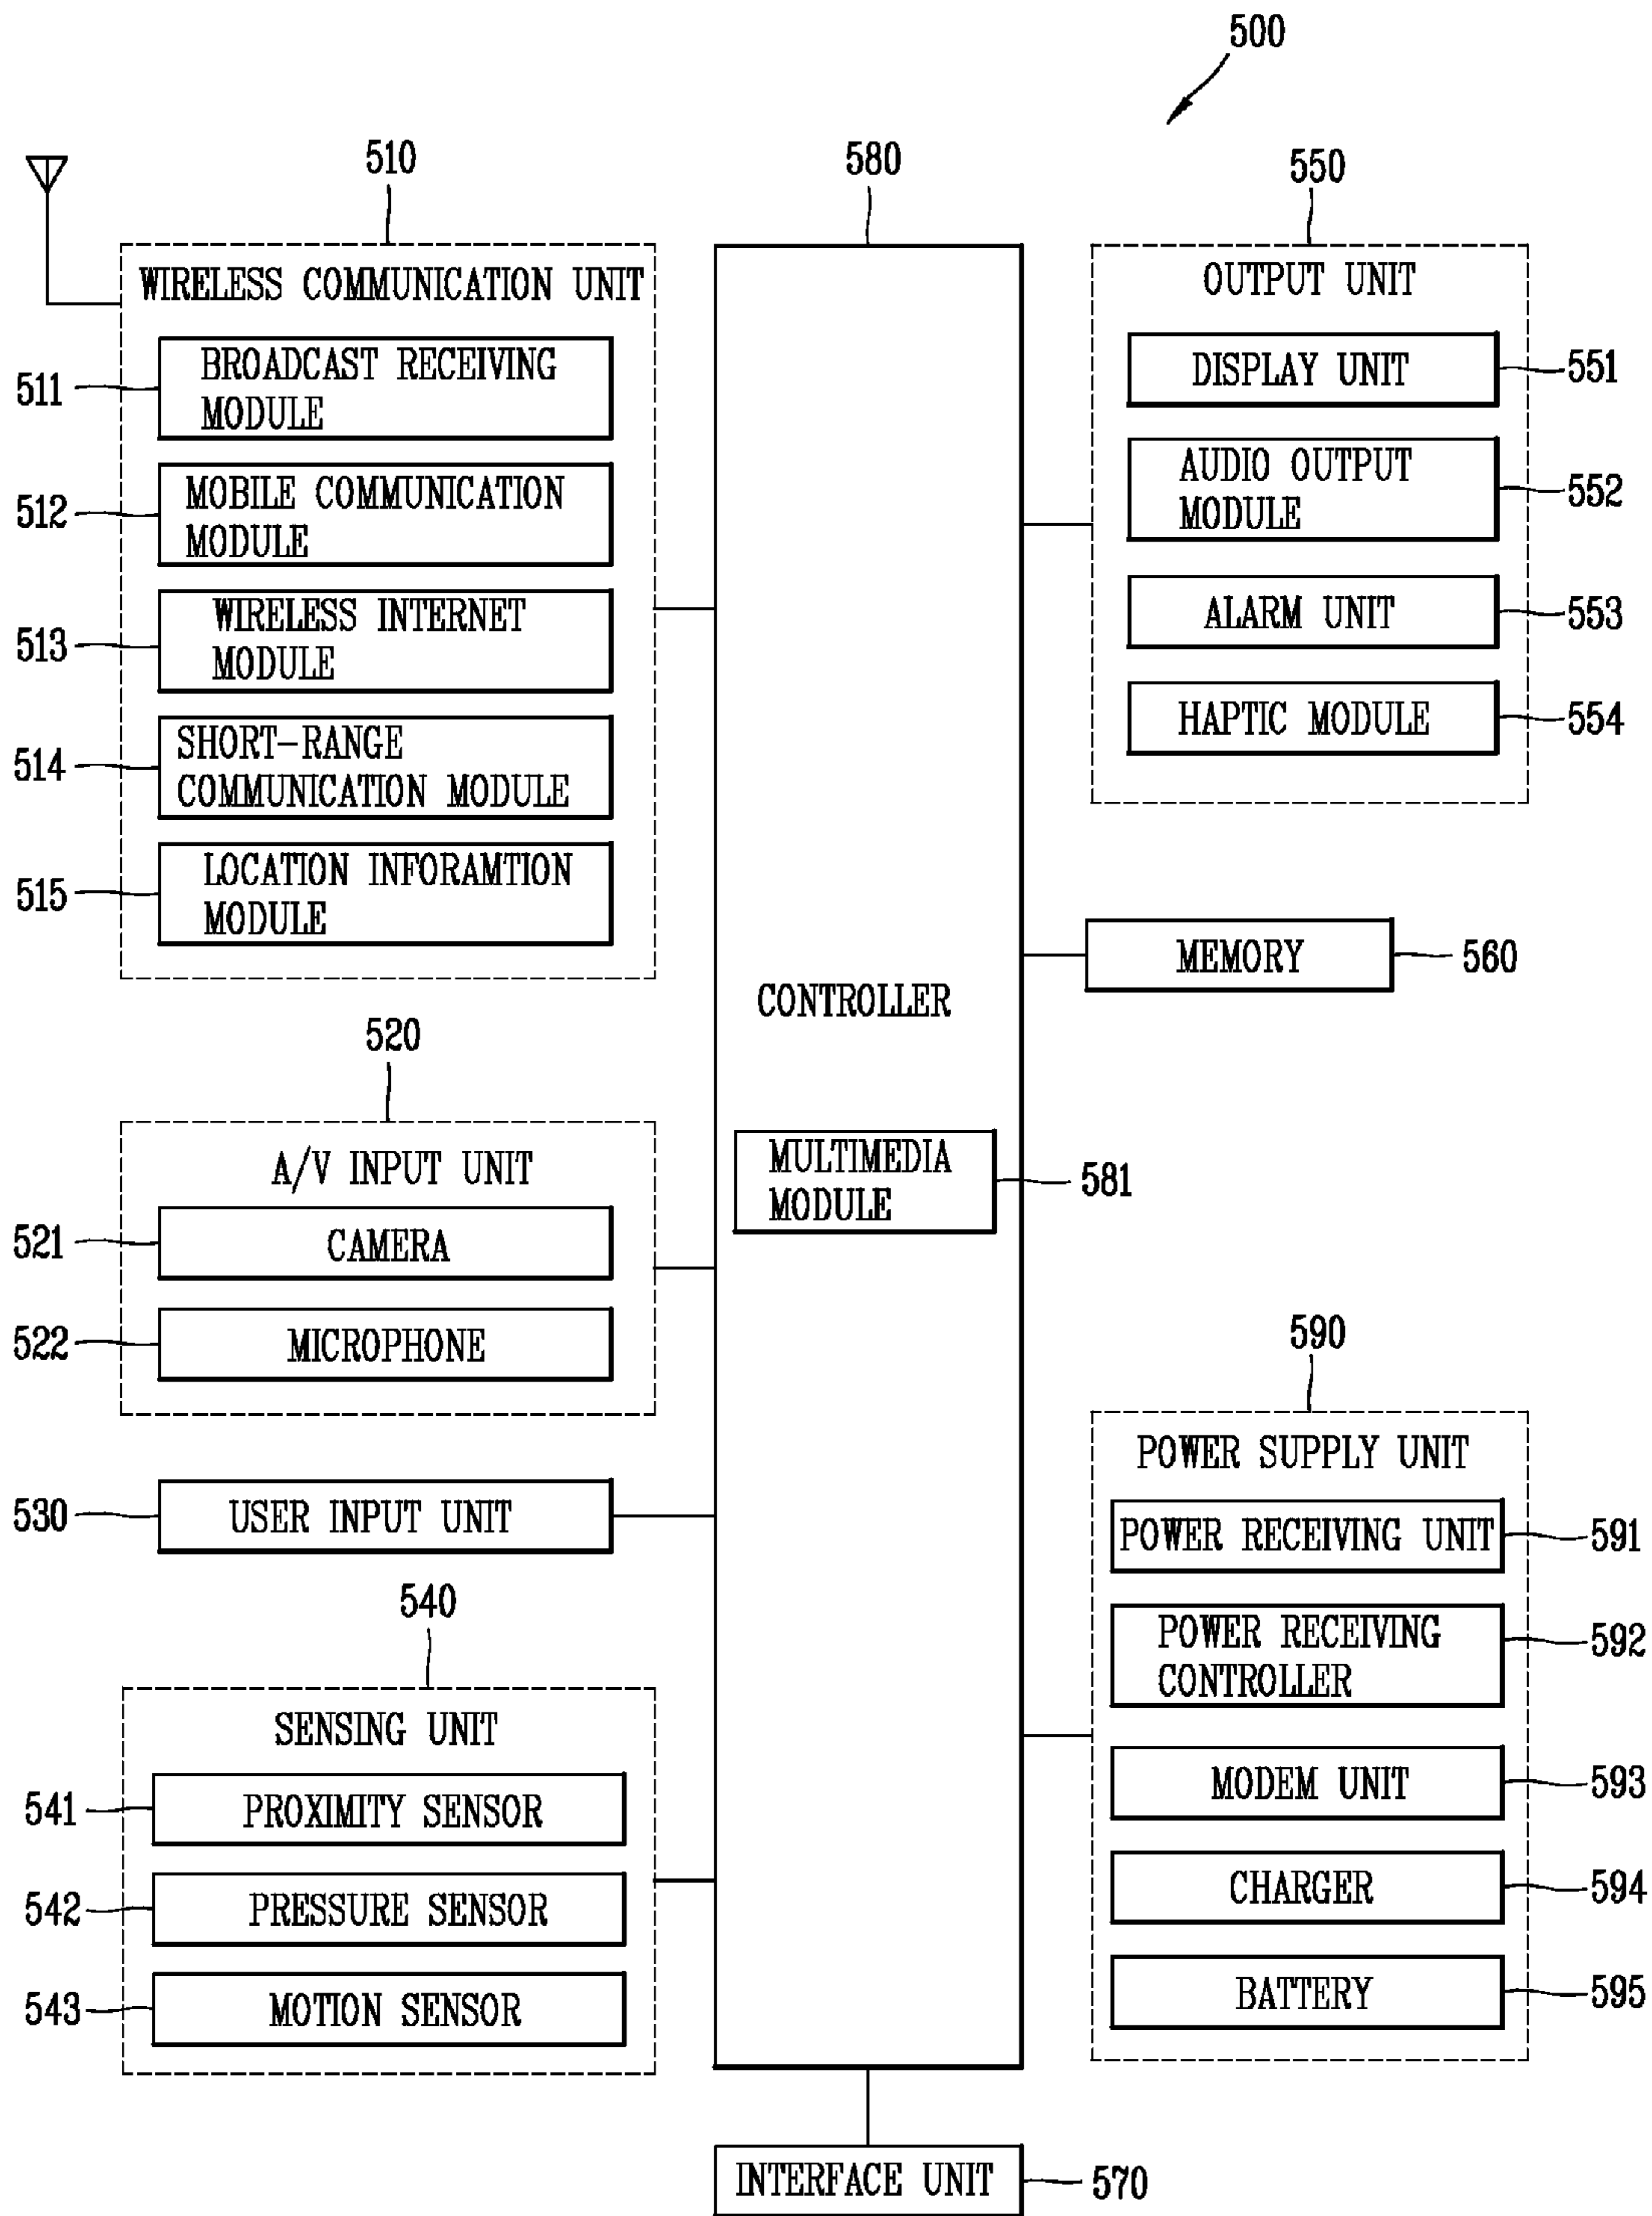 500
510
WIRELESS COMMUNICATION UNIT
511
BROADCAST RECEIVING
MODULE
512
MOBILE COMMUNICATION
MODULE
513
WIRELESS INTERNET
MODULE
514
SHORT-RANGE
COMMUNICATION MODULE
515
LOCATION INFORAMTION
MODULE
520
A/V INPUT UNIT
521
CAMERA
522
MICROPHONE
530
USER INPUT UNIT
540
SENSING UNIT
541
PROXIMITY SENSOR
542
PRESSURE SENSOR
543
MOTION SENSOR
580
CONTROLLER
MULTIMEDIA
MODULE
581
INTERFACE UNIT
570
550
OUTPUT UNIT
DISPLAY UNIT
551
AUDIO OUTPUT
MODULE
552
ALARM UNIT
553
HAPTIC MODULE
554
MEMORY
560
590
POWER SUPPLY UNIT
POWER RECEIVING UNIT
591
POWER RECEIVING
CONTROLLER
592
MODEM UNIT
593
CHARGER
594
BATTERY
595